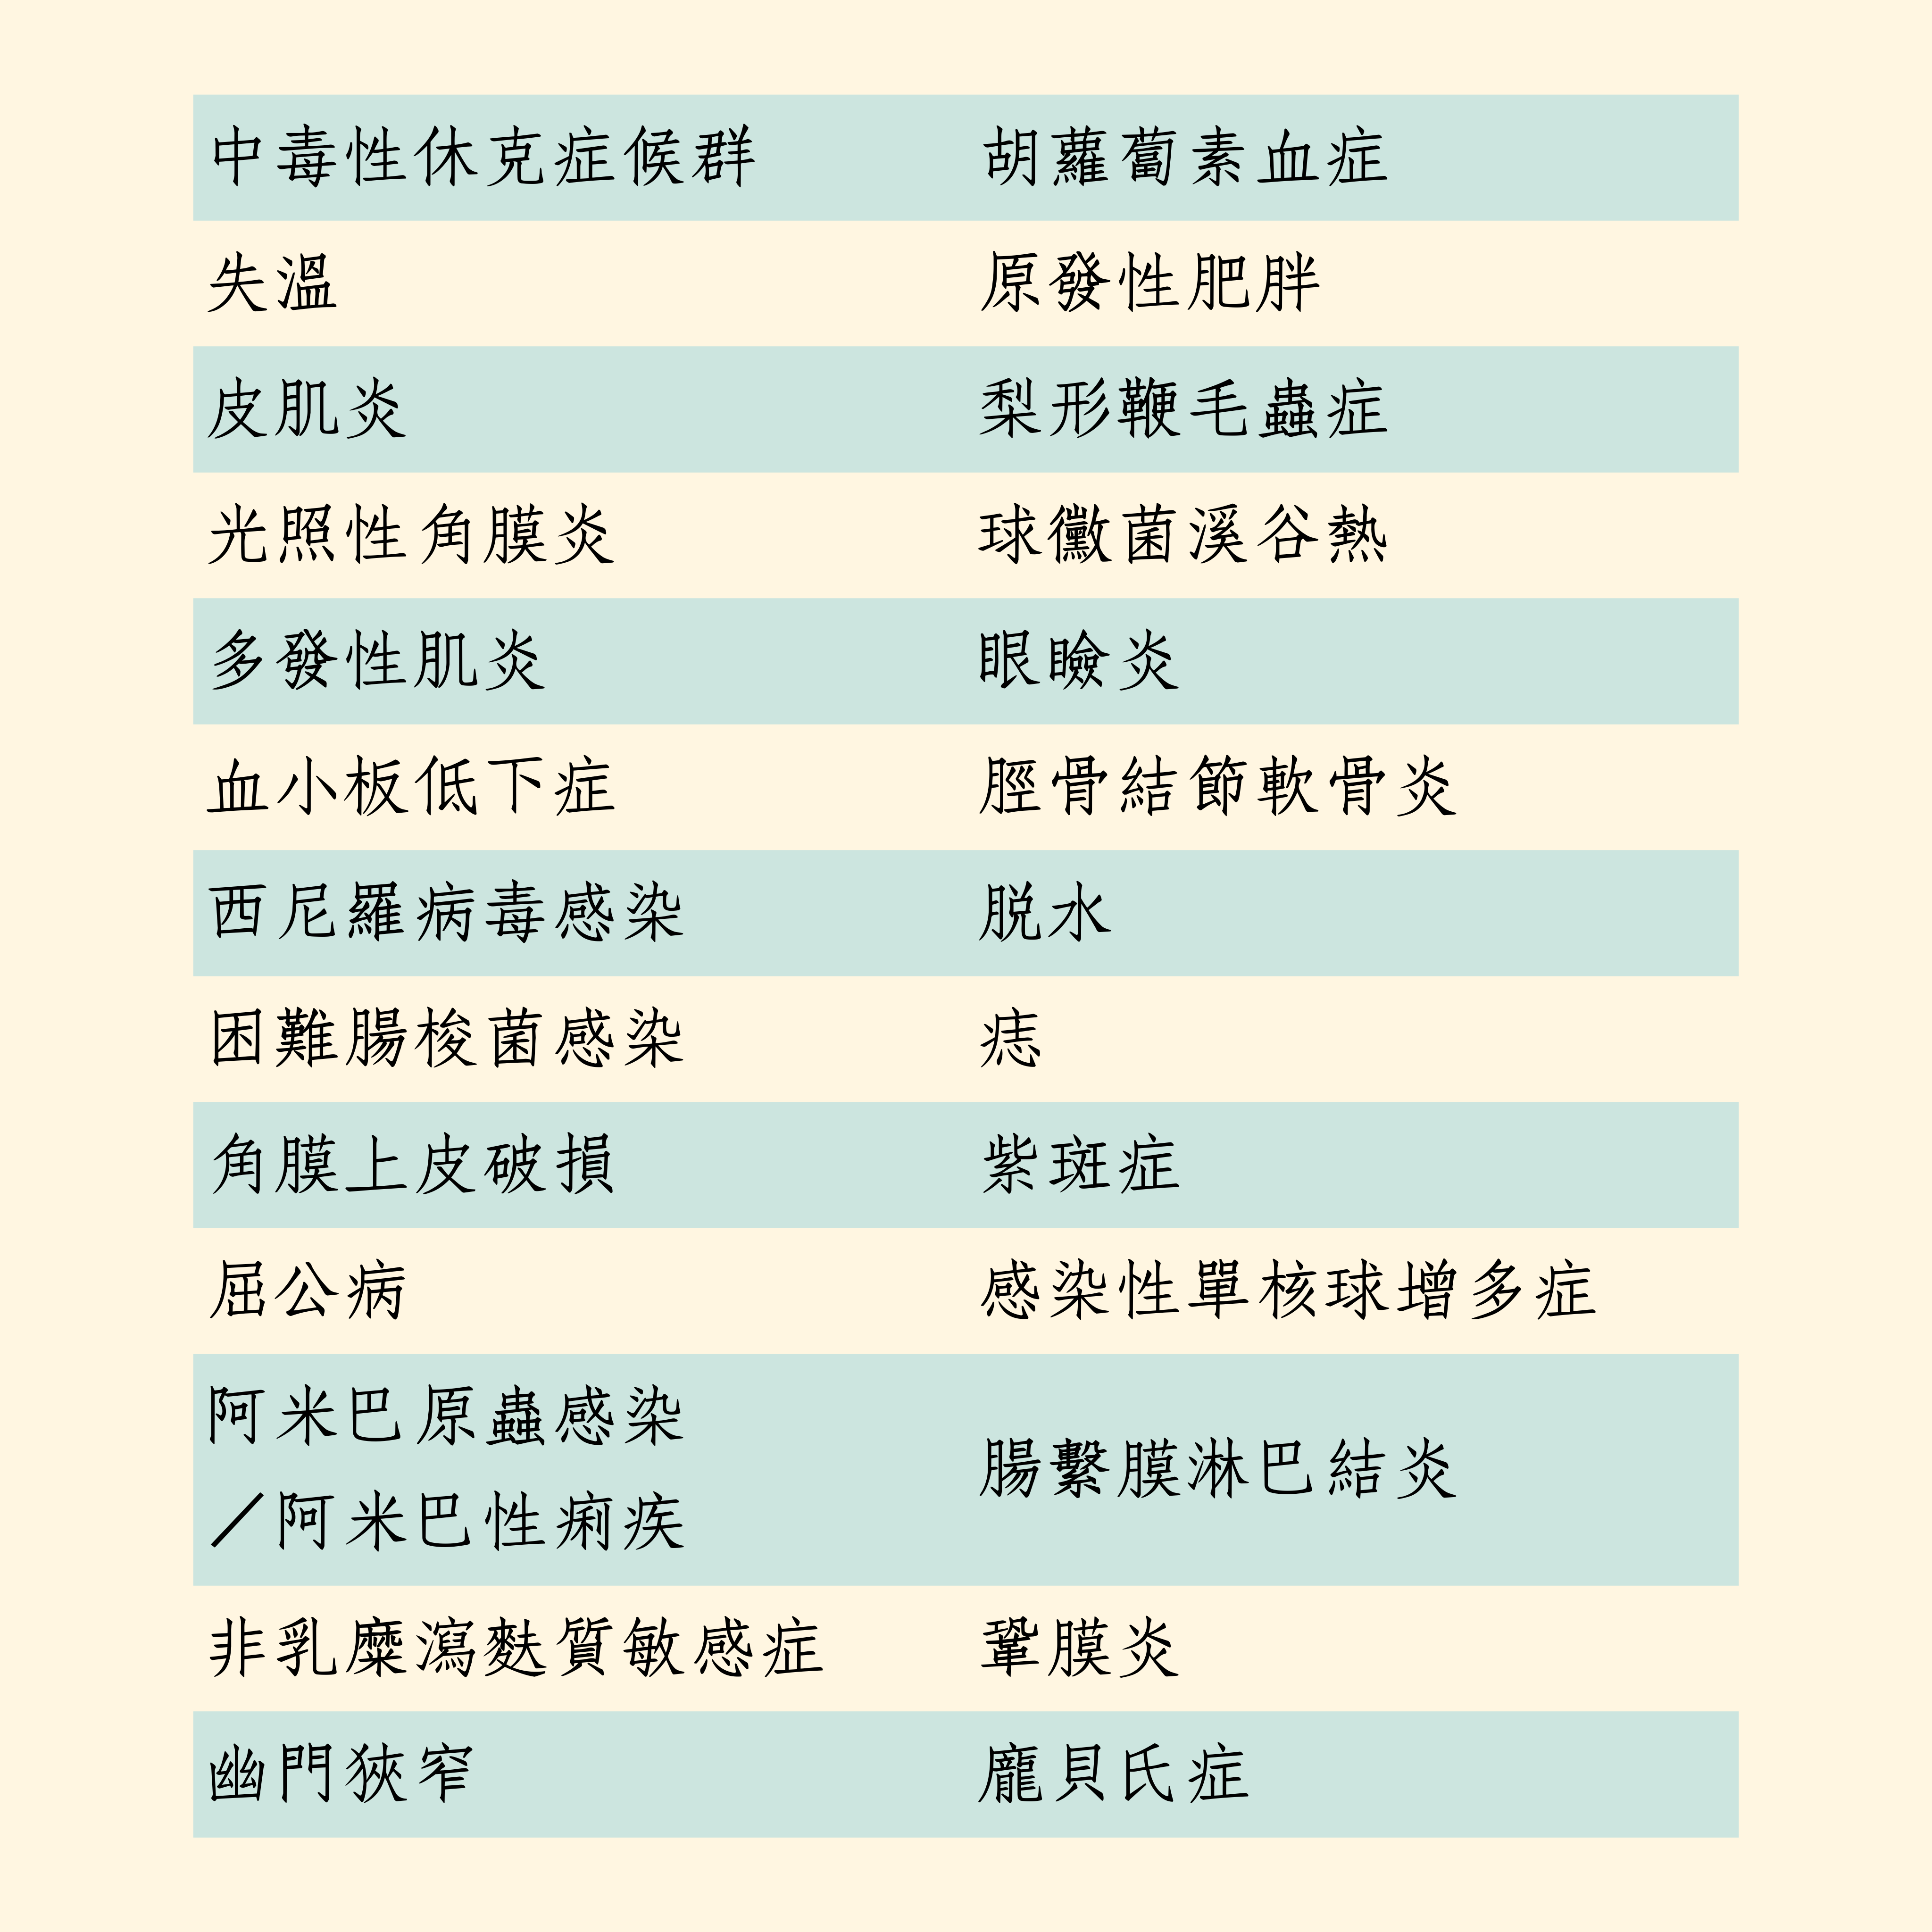 中毒性休克症候群 胡蘿蔔素血症
失溫 原發性肥胖
皮肌炎 梨形鞭毛蟲症
光照性角膜炎 球黴菌溪谷熱
多發性肌炎 眼瞼炎
血小板低下症 脛骨結節軟骨炎
西尼羅病毒感染 脫水
困難腸梭菌感染 痣
角膜上皮破損 紫斑症
屈公病 感染性單核球增多症
阿米巴原蟲感染
／阿米巴性痢疾
腸繫膜淋巴結炎
非乳糜瀉麩質敏感症 鞏膜炎
幽門狹窄 龐貝氏症